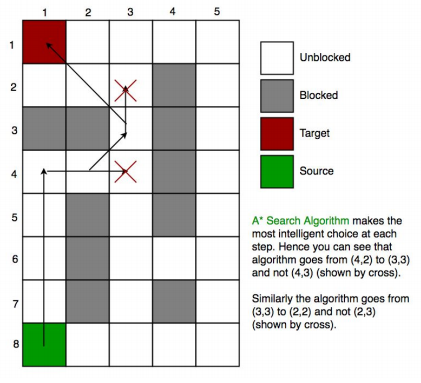 1 2 3 4 5
1
2
3
4
5
6
7
8
Unblocked
Blocked
Target
Source
A* Search Algorithm makes the
most intelligent choice at each
step. Hence you can see that
algorithm goes from (4,2) to (3,3)
and not (4,3) (shown by cross).
Similarly the algorithm goes from
(3,3) to (2,2) and not (2,3)
(shown by cross).